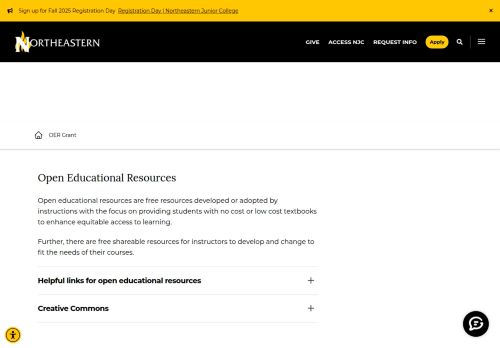 Sign up for Fall 2025 Registration Day Registration Day | Northeastern Junior College ×
NORTHEASTERN
GIVE ACCESS NJC REQUEST INFO Apply
OER Grant
Open Educational Resources
Open educational resources are free resources developed or adopted by
instructions with the focus on providing students with no cost or low cost textbooks
to enhance equitable access to learning.
Further, there are free shareable resources for instructors to develop and change to
fit the needs of their courses.
Helpful links for open educational resources +
Creative Commons +